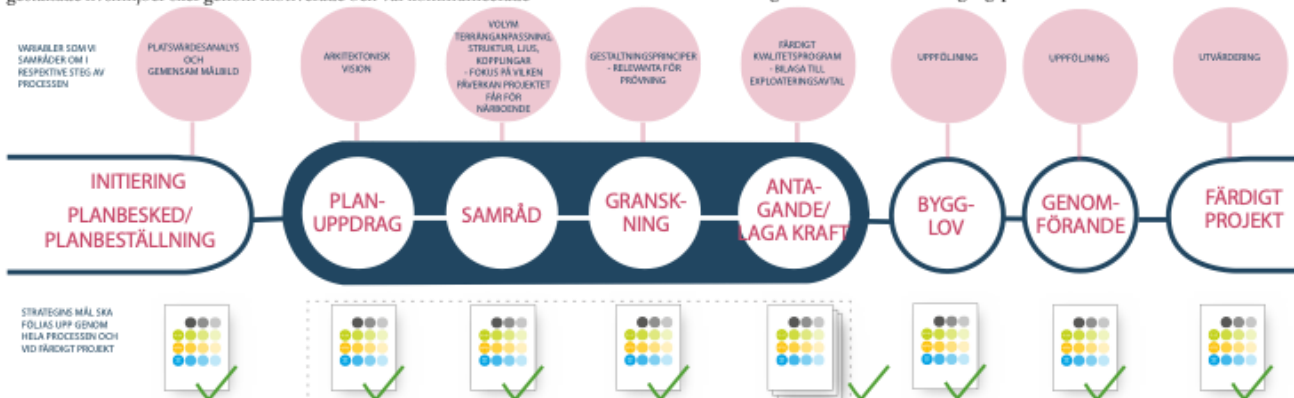 VARIABLER SOM VI
SAMRÅDER OM I
RESPEKTIVE STEG AV
PROCESSEN
PLATSVÄRDESANALYS
OCH
GEMENSAM MÅLBILD
ARKITEKTONISK
VISION
VOLYM
TERRÄNGANPASSNING,
STRUKTUR, LJUS,
KOPPLINGAR
- FOKUS PÅ VILKEN
PÅVERKAN PROJEKTET
FÅR FÖR
NÄRBOENDE
GESTALTNINGSPRINCIPER
- RELEVANTA FÖR
PRÖVNING
FÄRDIGT
KVALITETSPROGRAM
- BILAGA TILL
EXPLOATERINGSAVTAL
UPPFÖLJNING
UPPFÖLJNING
UTVÄRDERING
INITIERING
PLANBESKED/
PLANBESTÄLLNING
PLAN-
UPPDRAG
SAMRÅD
GRANSK-
NING
ANTA-
GANDE/
LAGA KRAFT
BYGG-
LOV
GENOM-
FÖRANDE
FÄRDIGT
PROJEKT
STRATEGINS MÅL SKA
FÖLJAS UPP GENOM
HELA PROCESSEN OCH
VID FÄRDIGT PROJEKT